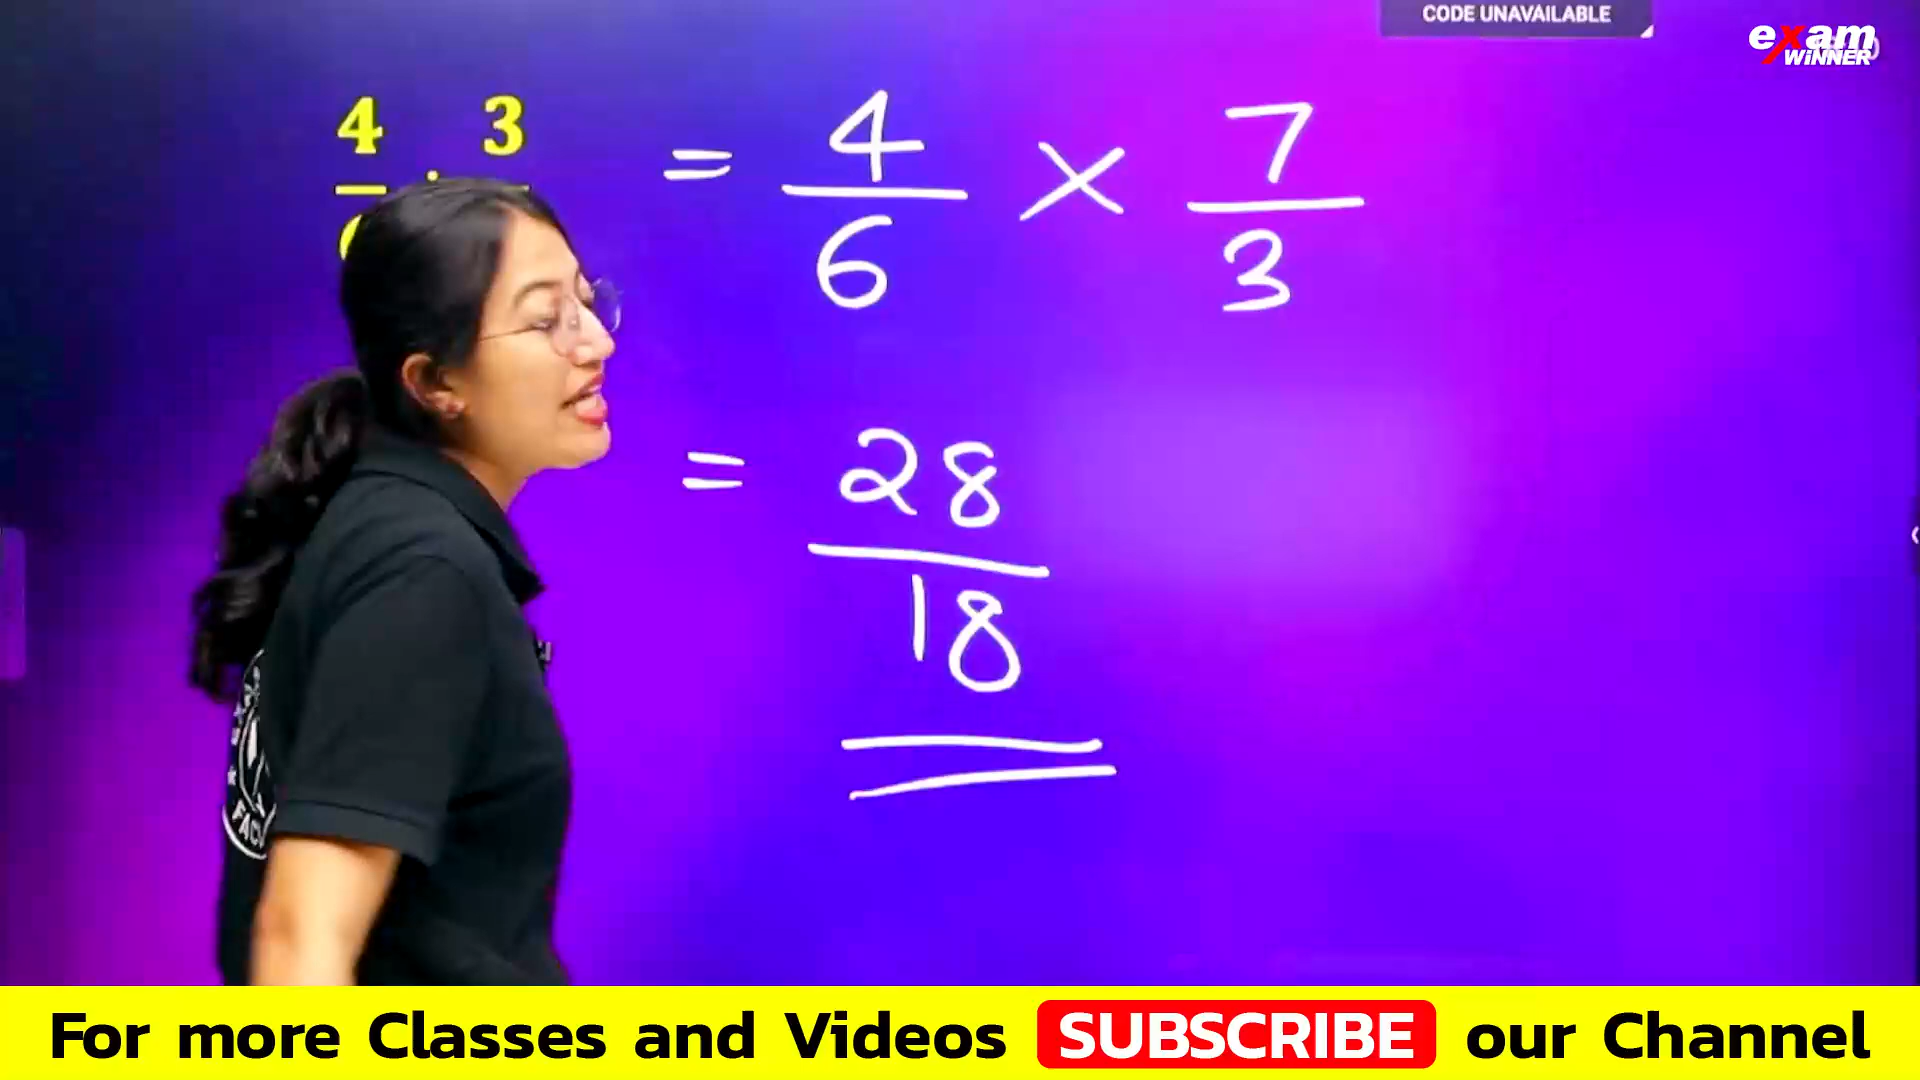 CODE UNAVAILABLE
exam
WiNNER
4 3 = 4/6 × 7/3
= 28/18
FACU
For more Classes and Videos SUBSCRIBE our Channel